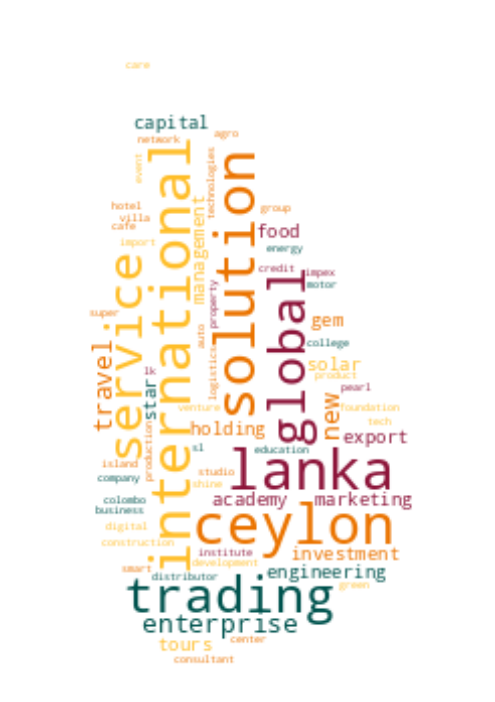 care
capital
network
agro
international
event
technologies
solution
hotel
villa
cafe
group
management
food
import
energy
service
credit
impex
global
property
motor
super
gem
auto
travel
college
logistics
solar
product
lk
star
pearl
venture
new
foundation
tech
holding
export
production
sl
education
island
lanka
studio
company
shine
colombo
academy
marketing
business
ceylon
digital
construction
institute
investment
development
smart
distributor
engineering
trading
green
enterprise
tours
center
consultant